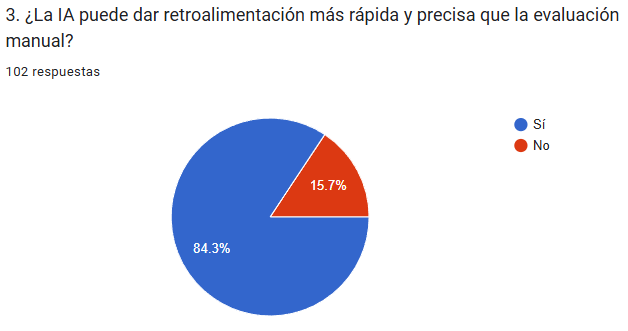 3. ¿La IA puede dar retroalimentación más rápida y precisa que la evaluación
manual?
102 respuestas
Sí
No
15.7%
84.3%